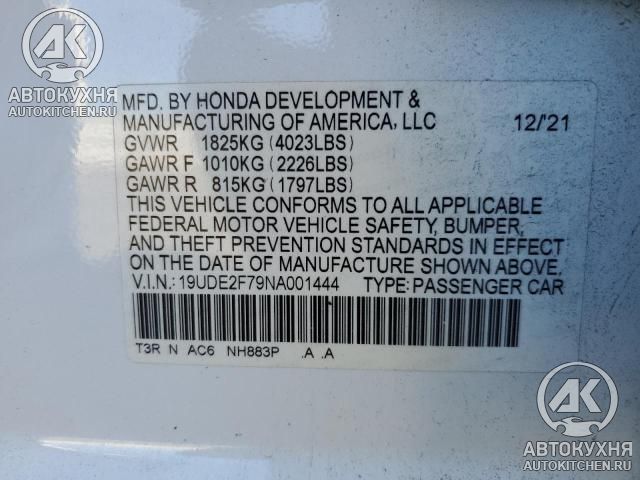 АК
АВТОКУХНЯ
AUTOKITCHEN.RU
MFD. BY HONDA DEVELOPMENT &
MANUFACTURING OF AMERICA, LLC 12/'21
GVWR 1825KG (4023LBS)
GAWR F 1010KG (2226LBS)
GAWR R 815KG (1797LBS)
THIS VEHICLE CONFORMS TO ALL APPLICABLE
FEDERAL MOTOR VEHICLE SAFETY, BUMPER,
AND THEFT PREVENTION STANDARDS IN EFFECT
ON THE DATE OF MANUFACTURE SHOWN ABOVE.
V.I.N.: 19UDE2F79NA001444 TYPE: PASSENGER CAR
T3R N AC6 NH883P .A .A
АК
АВТОКУХНЯ
AUTOKITCHEN.RU